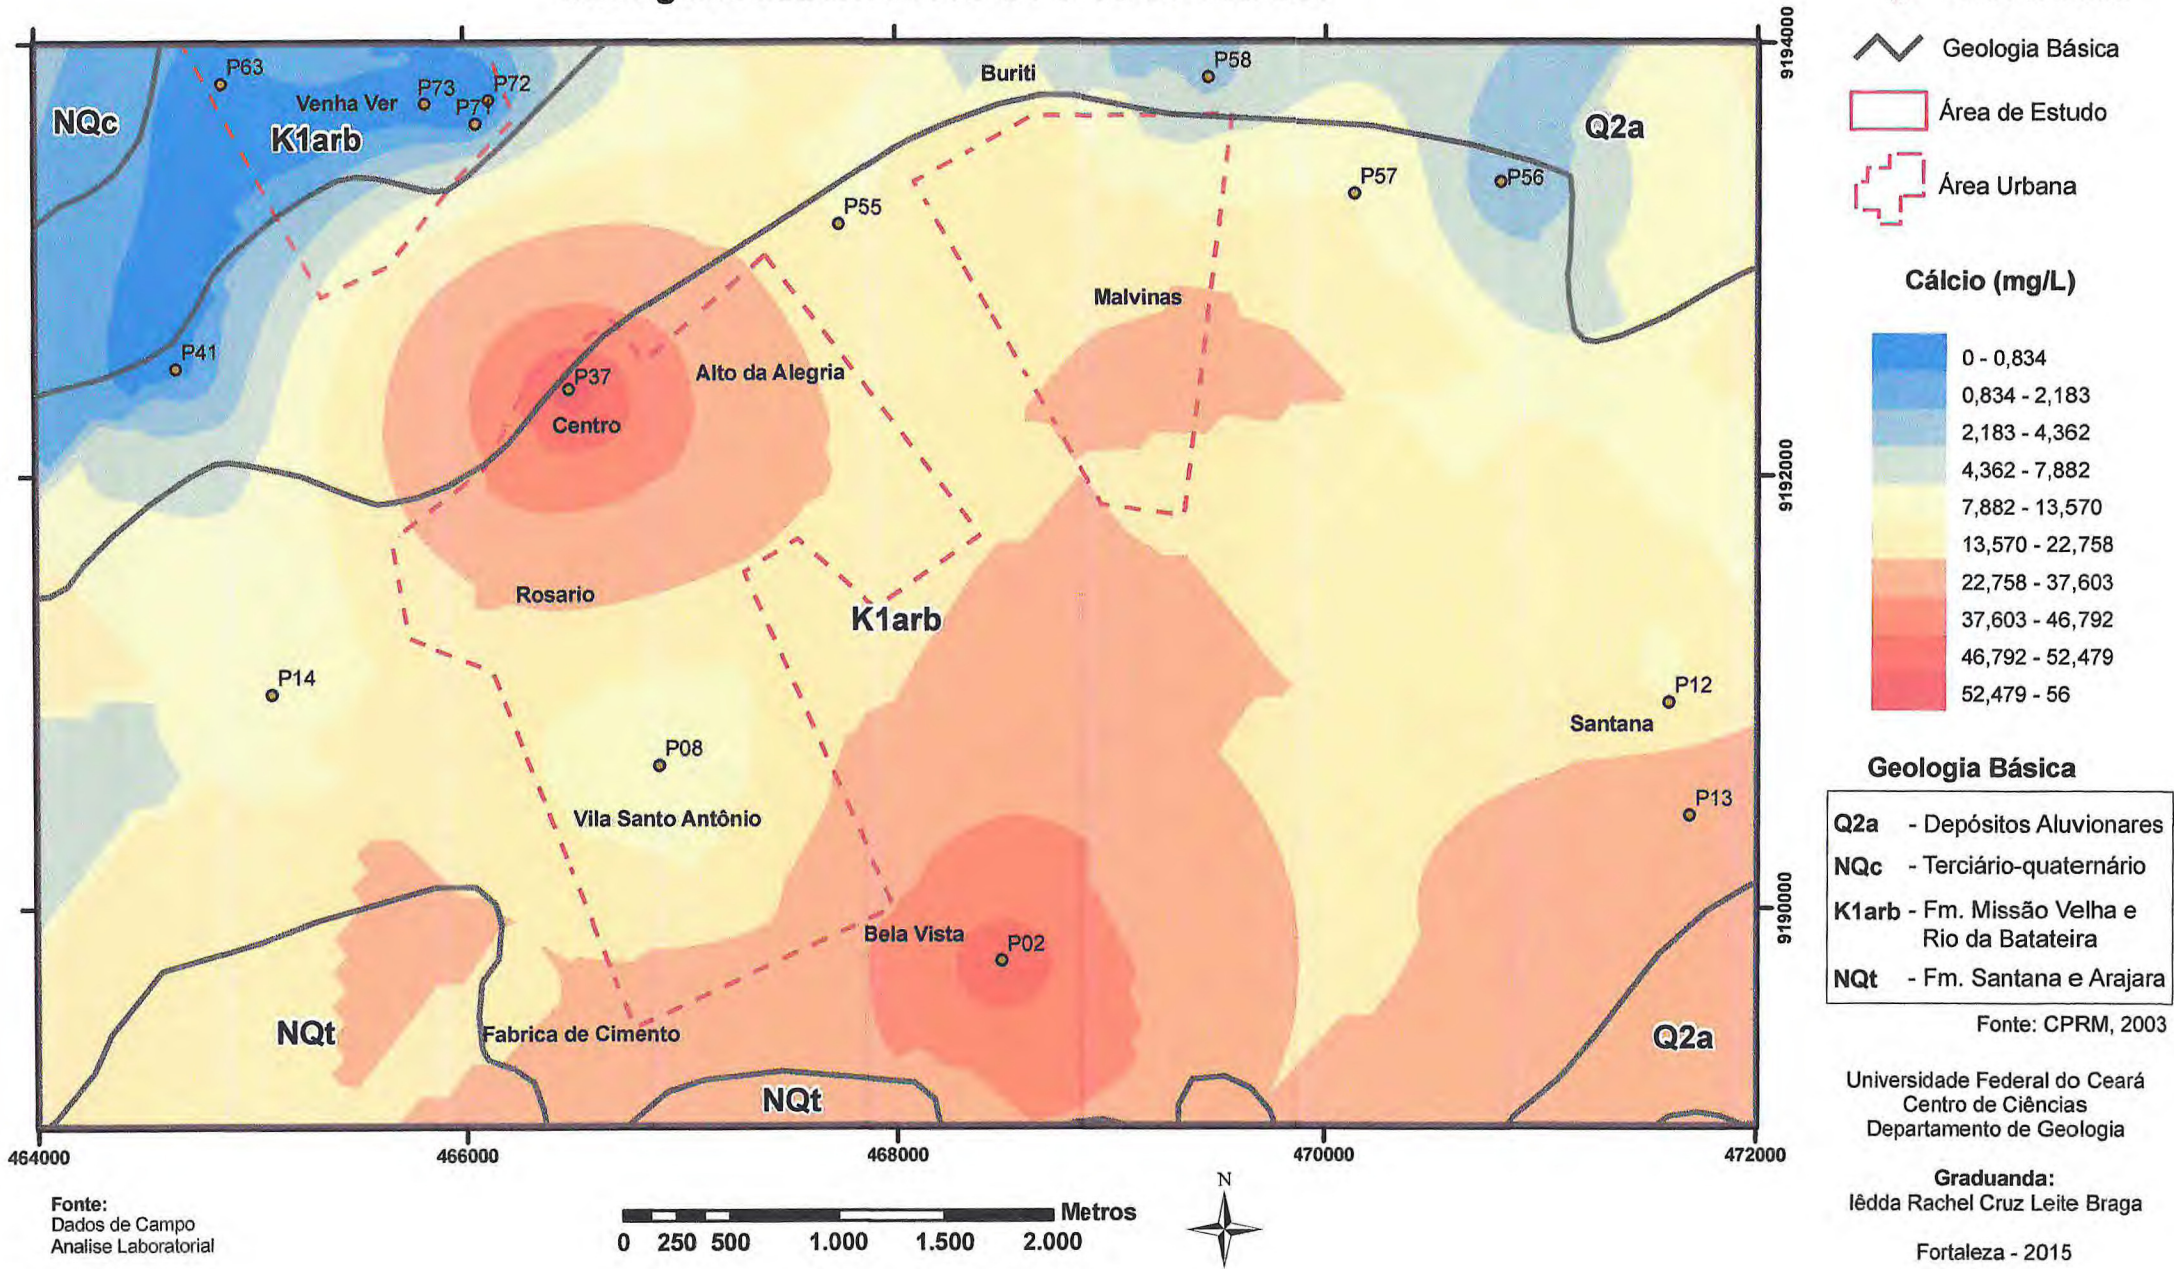 Geologia Básica
Área de Estudo
Área Urbana
Cálcio (mg/L)
0 - 0,834
0,834 - 2,183
2,183 - 4,362
4,362 - 7,882
7,882 - 13,570
13,570 - 22,758
22,758 - 37,603
37,603 - 46,792
46,792 - 52,479
52,479 - 56
Geologia Básica
Q2a - Depósitos Aluvionares
NQc - Terciário-quaternário
K1arb - Fm. Missão Velha e
Rio da Batateira
NQt - Fm. Santana e Arajara
Fonte: CPRM, 2003
Universidade Federal do Ceará
Centro de Ciências
Departamento de Geologia
Graduanda:
Iêdda Rachel Cruz Leite Braga
Fortaleza - 2015
9194000
9192000
9190000
P63
P73
P72
P71
Venha Ver
NQc
K1arb
Buriti
P58
Q2a
P57
P56
P55
Malvinas
P41
P37
Alto da Alegria
Centro
Rosario
K1arb
P14
P12
Santana
P08
Vila Santo Antônio
P13
Bela Vista
P02
NQt
Fabrica de Cimento
Q2a
NQt
464000
466000
468000
470000
472000
Fonte:
Dados de Campo
Analise Laboratorial
Metros
0 250 500 1.000 1.500 2.000
N